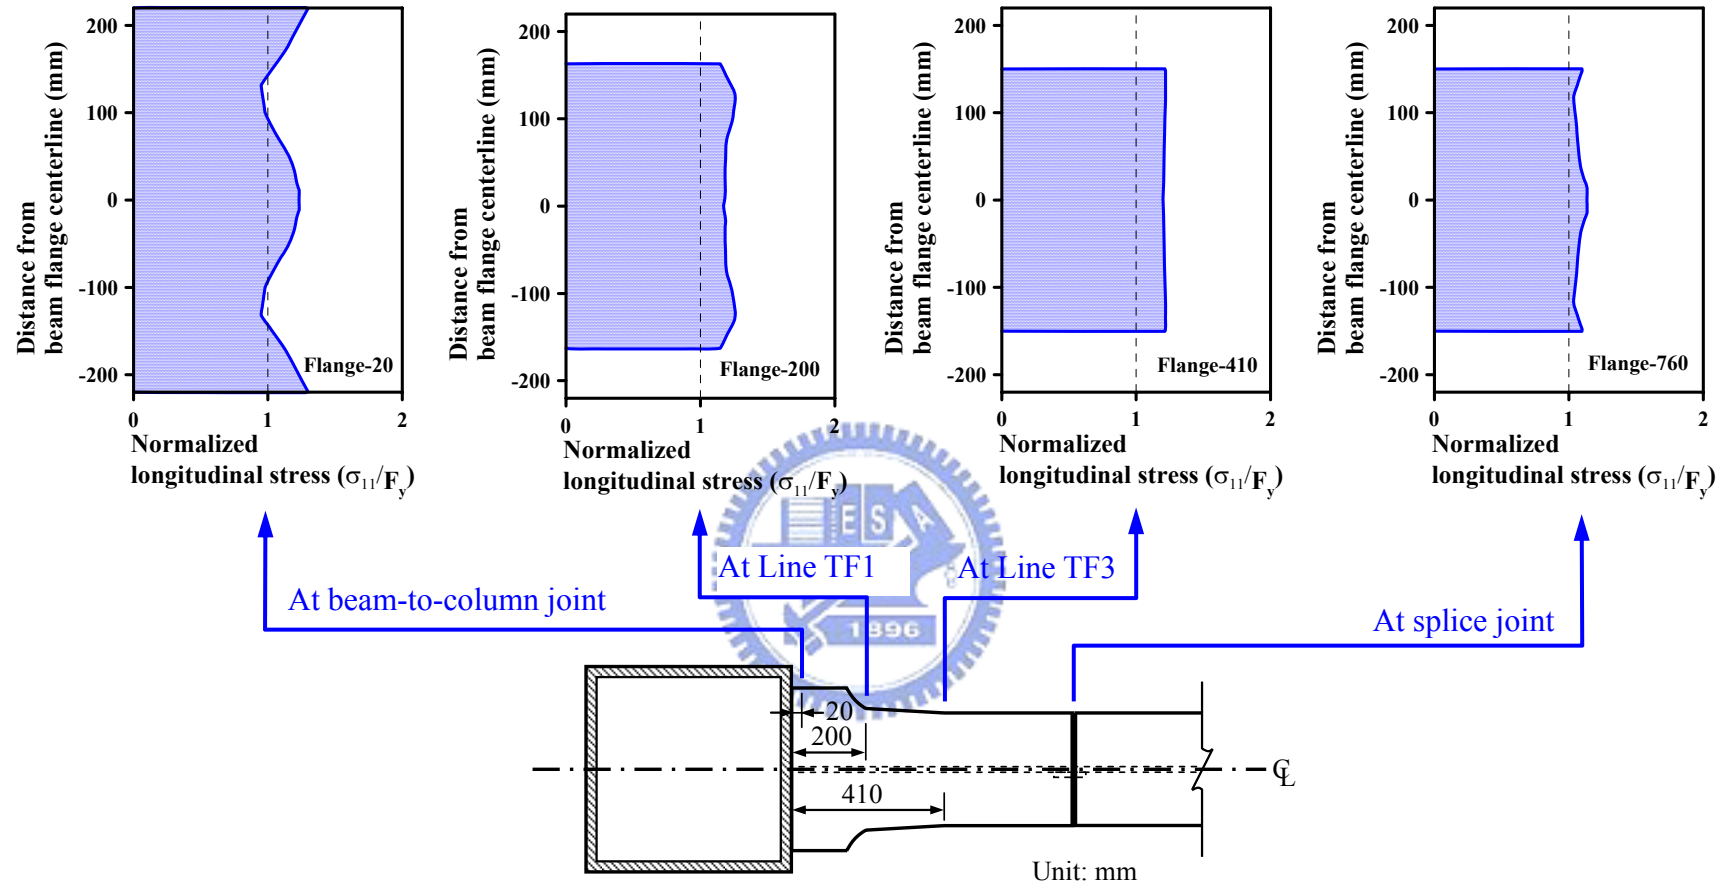 200
100
0
-100
-200
Distance from
beam flange centerline (mm)
Flange-20
0
1
2
Normalized
longitudinal stress (σ11/Fy)
200
100
0
-100
-200
Distance from
beam flange centerline (mm)
Flange-200
0
1
2
Normalized
longitudinal stress (σ11/Fy)
200
100
0
-100
-200
Distance from
beam flange centerline (mm)
Flange-410
0
1
2
Normalized
longitudinal stress (σ11/Fy)
200
100
0
-100
-200
Distance from
beam flange centerline (mm)
Flange-760
0
1
2
Normalized
longitudinal stress (σ11/Fy)
At beam-to-column joint
At Line TF1
At Line TF3
At splice joint
E S A
1896
20
200
410
℄
Unit: mm